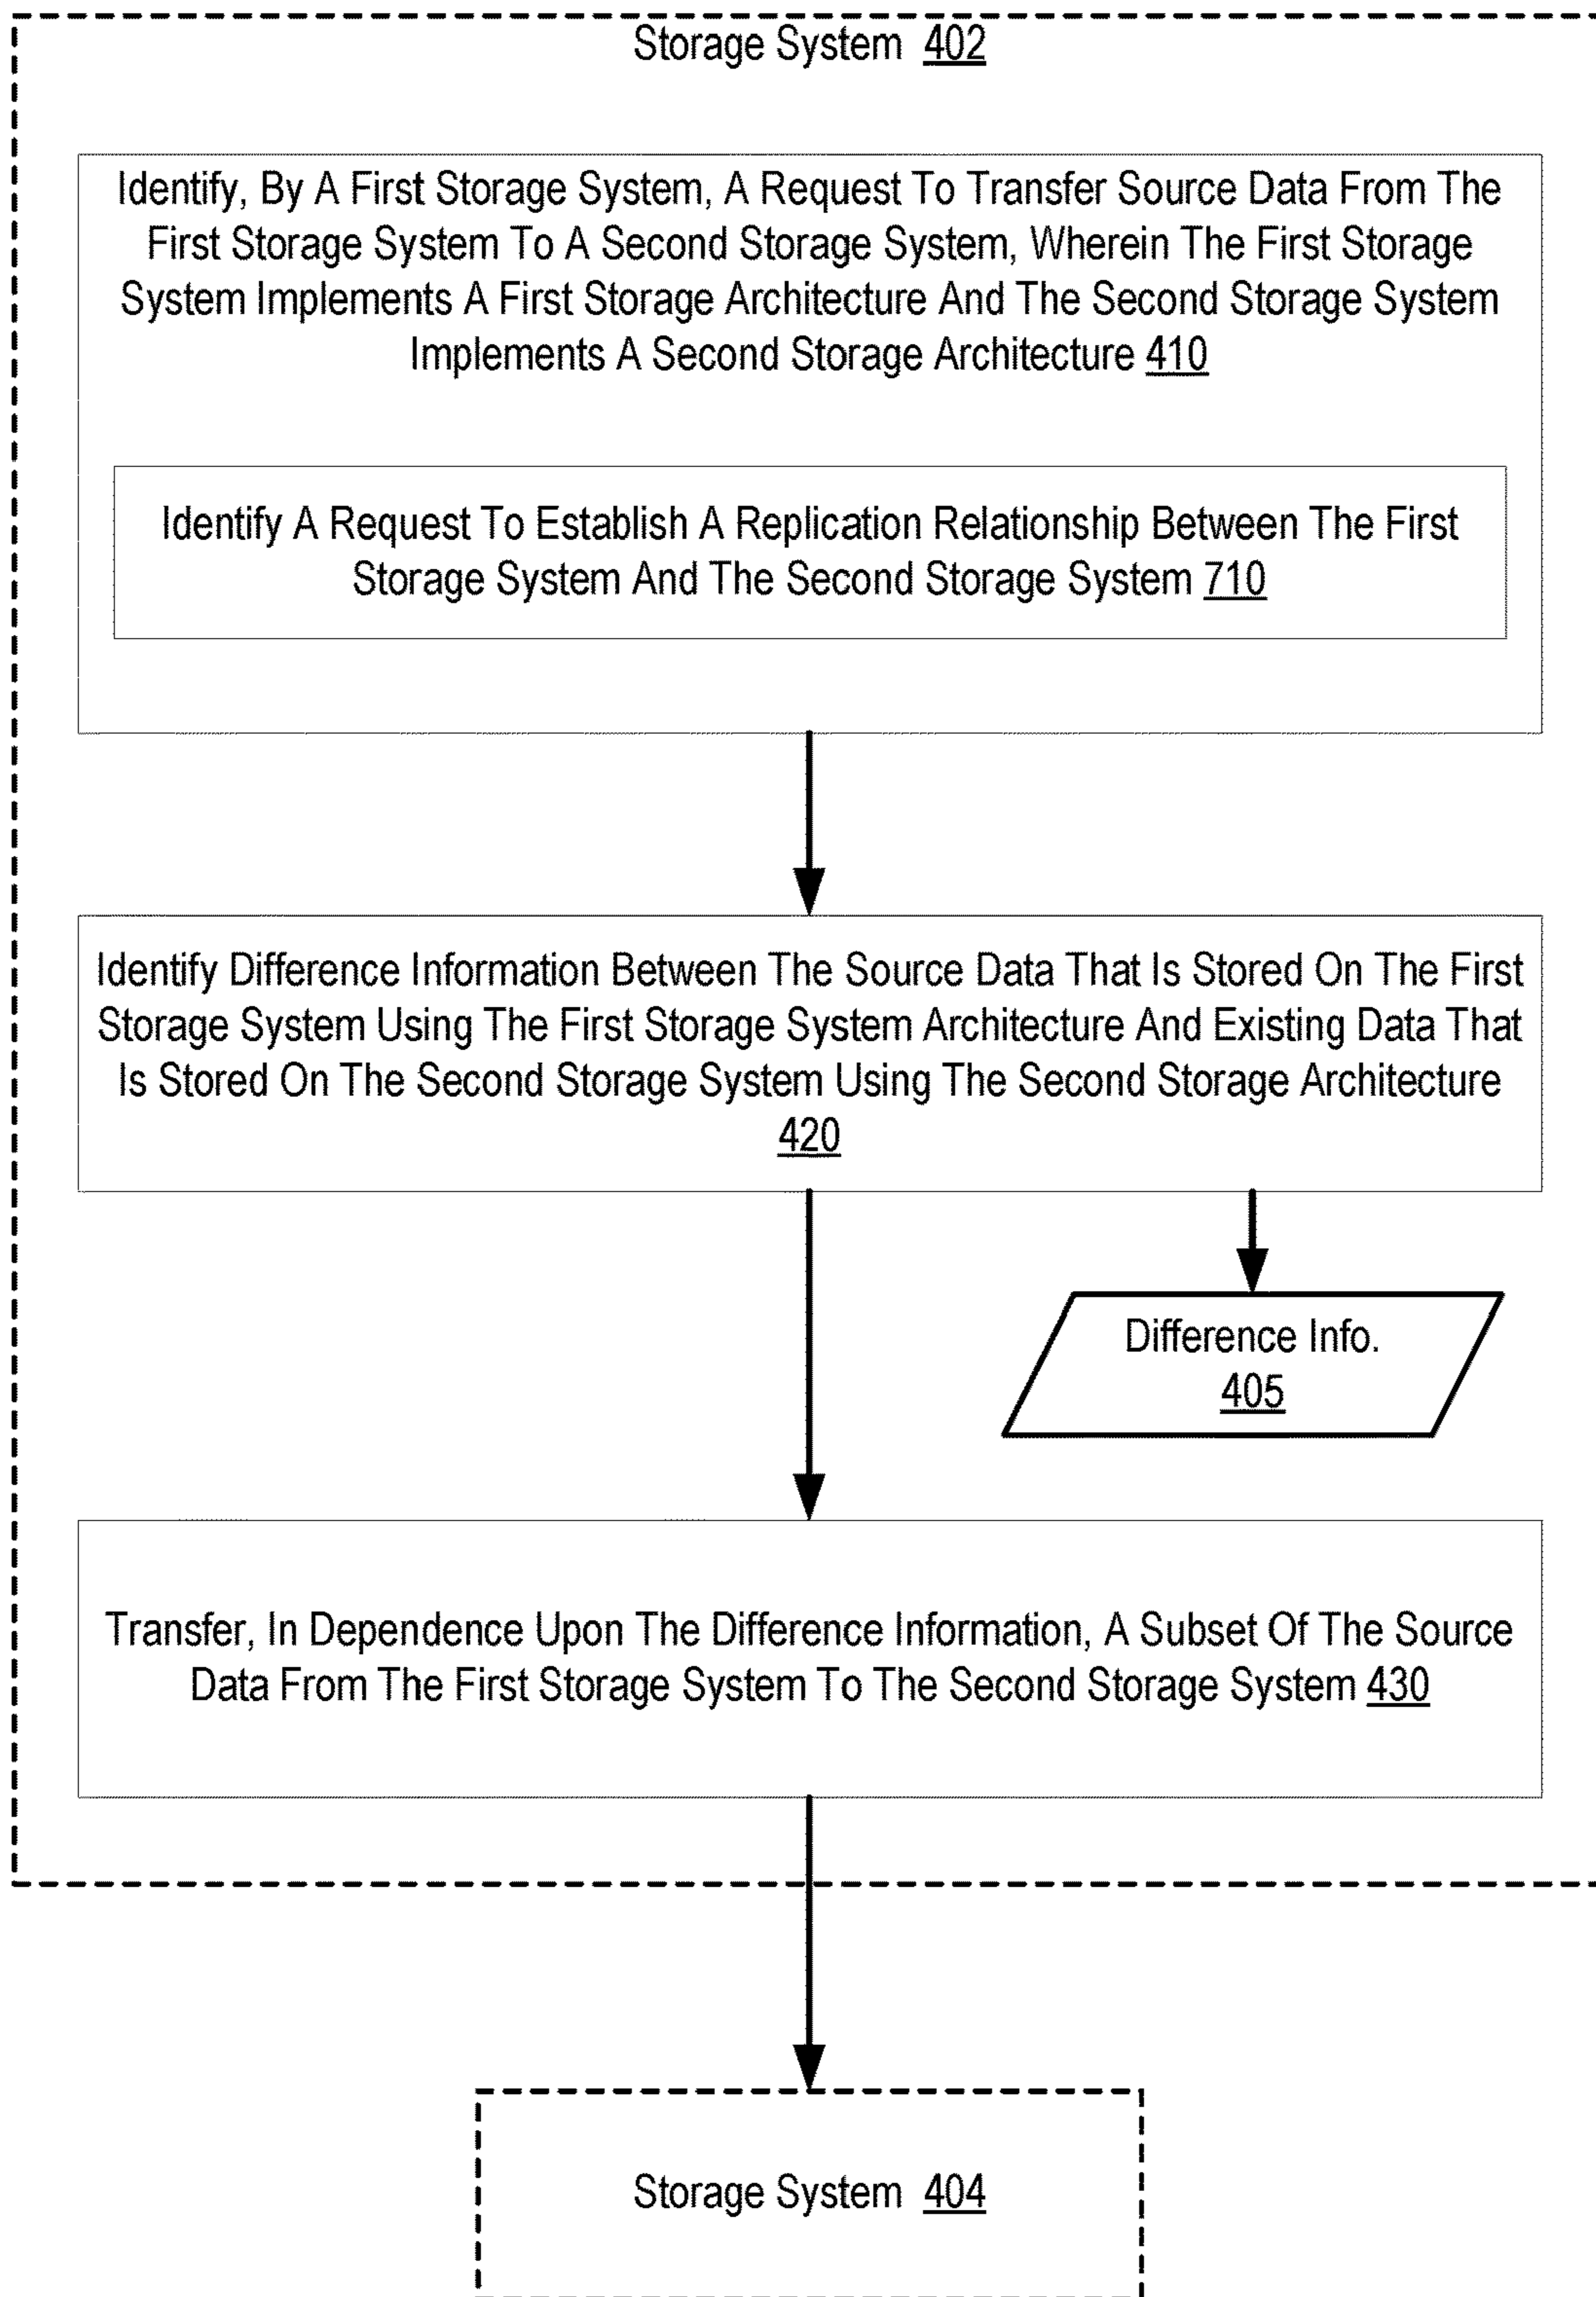 Storage System 402
Identify, By A First Storage System, A Request To Transfer Source Data From The
First Storage System To A Second Storage System, Wherein The First Storage
System Implements A First Storage Architecture And The Second Storage System
Implements A Second Storage Architecture 410
Identify A Request To Establish A Replication Relationship Between The First
Storage System And The Second Storage System 710
Identify Difference Information Between The Source Data That Is Stored On The First
Storage System Using The First Storage System Architecture And Existing Data That
Is Stored On The Second Storage System Using The Second Storage Architecture
420
Difference Info.
405
Transfer, In Dependence Upon The Difference Information, A Subset Of The Source
Data From The First Storage System To The Second Storage System 430
Storage System 404